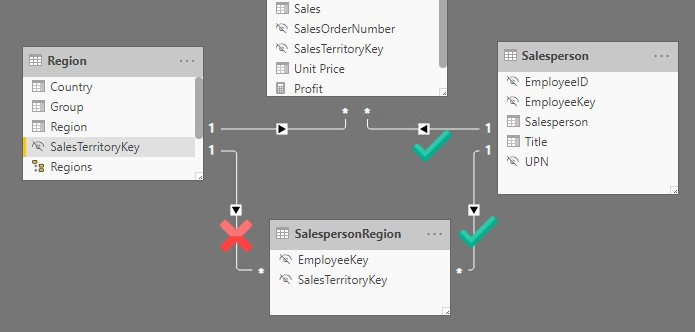 Sales
SalesOrderNumber
SalesTerritoryKey
Unit Price
Profit
Region
Country
Group
Region
SalesTerritoryKey
Regions
Salesperson
EmployeeID
EmployeeKey
Salesperson
Title
UPN
1
*
*
1
1
1
SalespersonRegion
EmployeeKey
SalesTerritoryKey
*
*